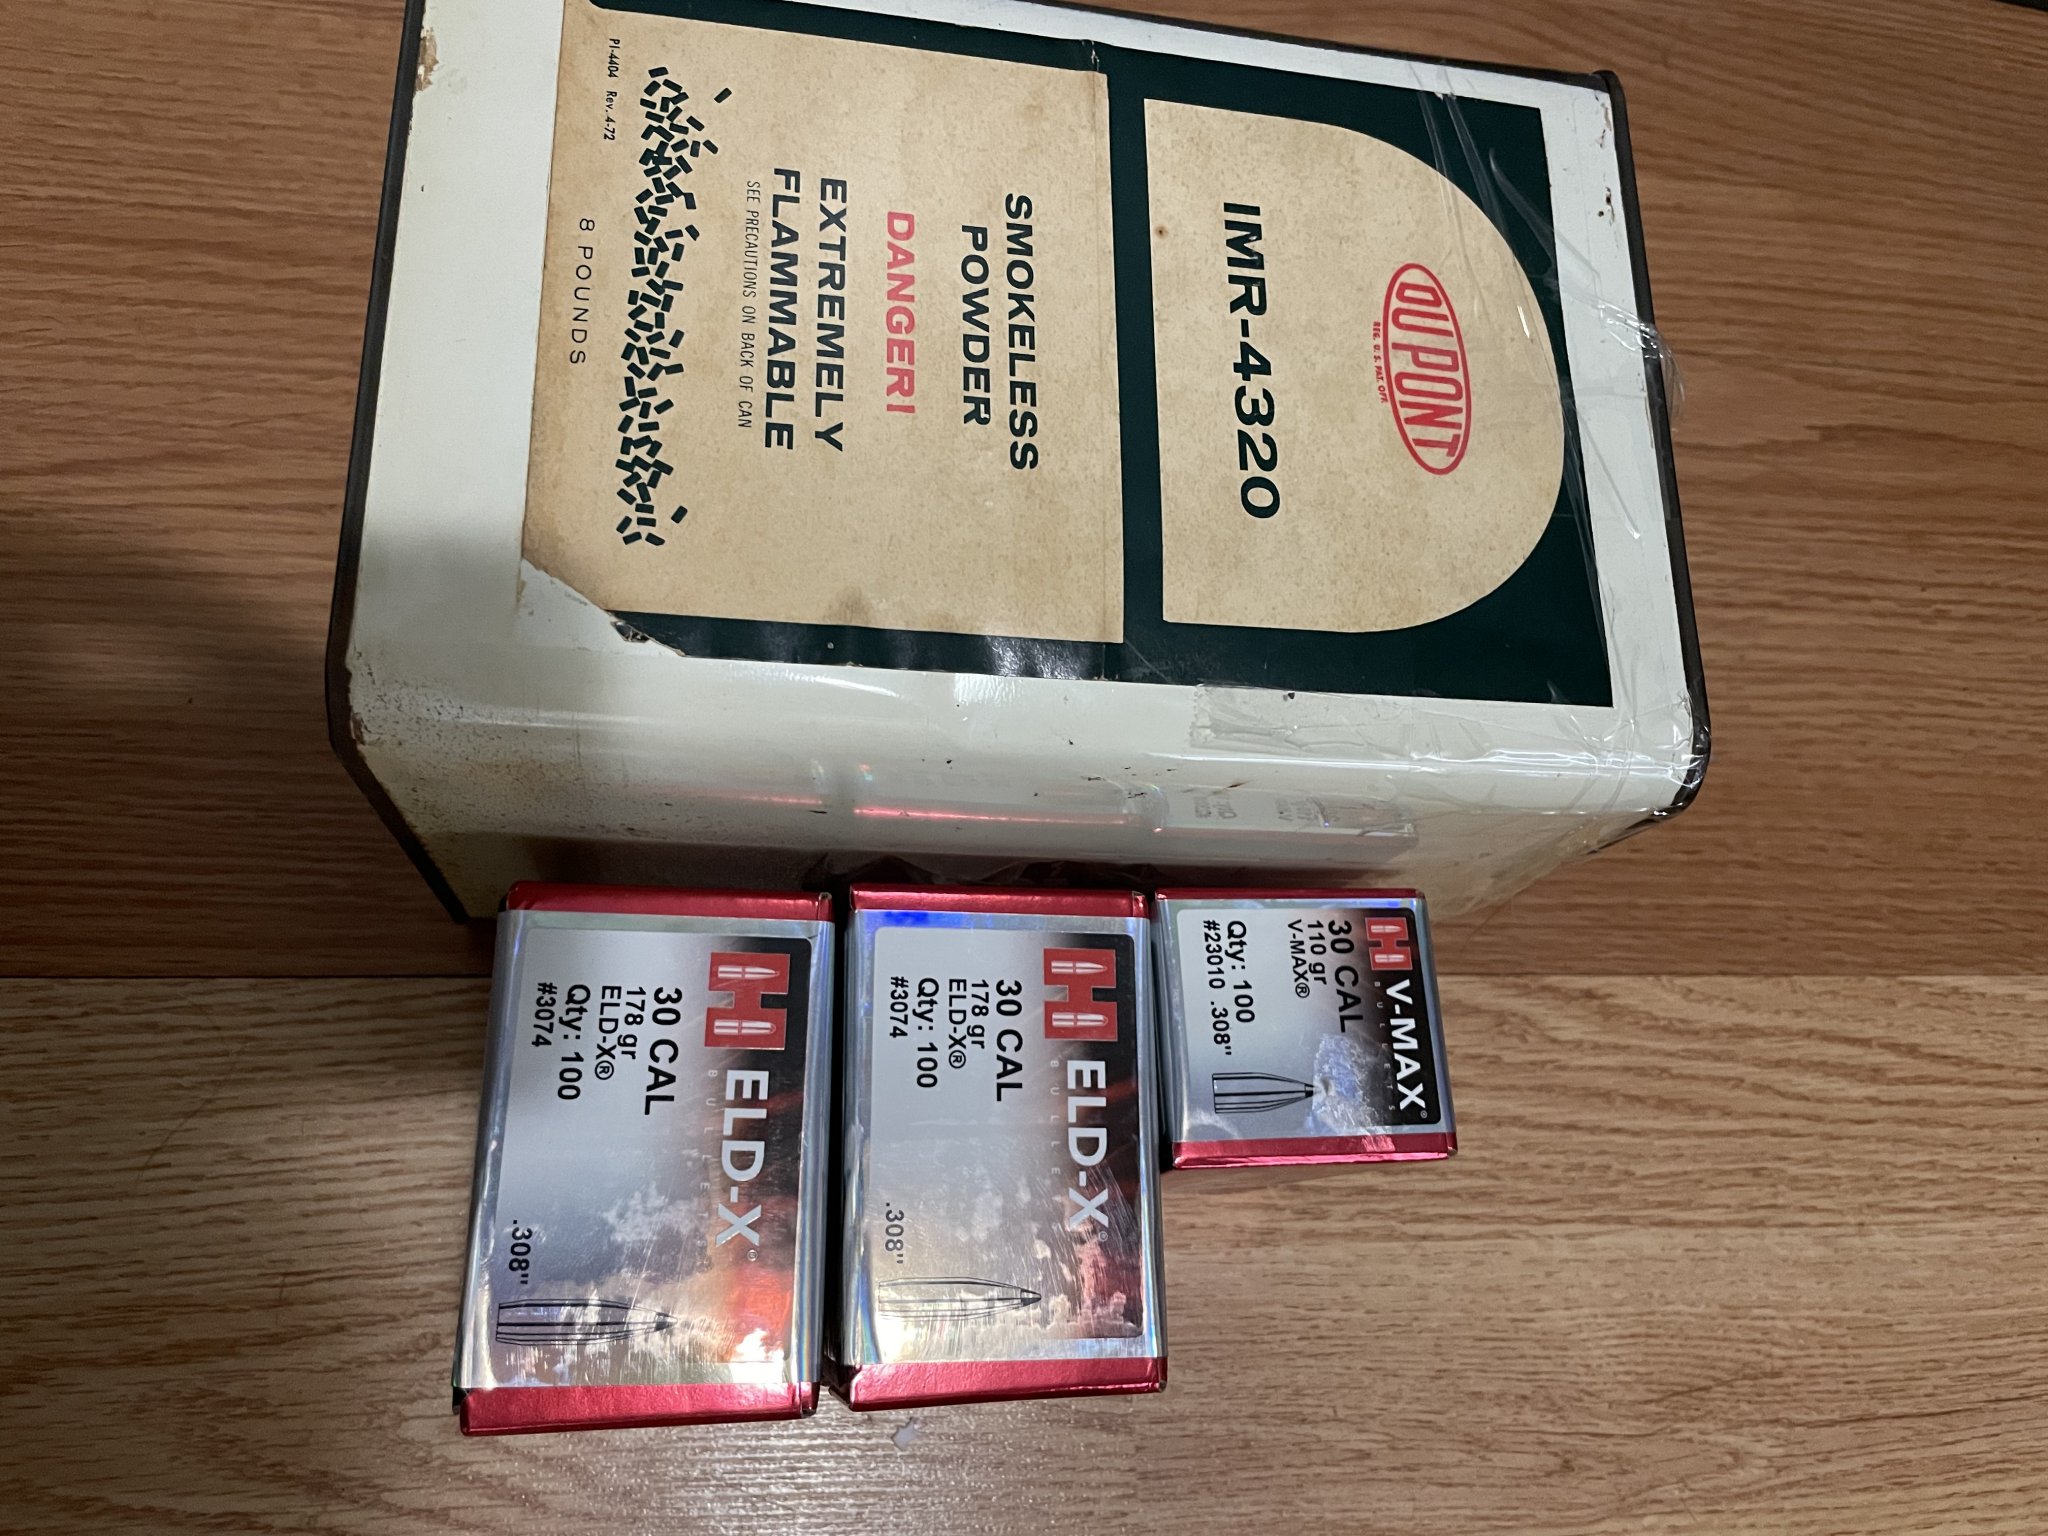 DU PONT
REG. U. S. PAT. OFF.
IMR-4320
SMOKELESS
POWDER
DANGER!
EXTREMELY
FLAMMABLE
SEE PRECAUTIONS ON BACK OF CAN
8 POUNDS
PI-4404 Rev. 4-72
H V-MAX®
BULLETS
30 CAL
110 gr
V-MAX®
Qty: 100
#23010 .308"
H ELD-X®
BULLE
30 CAL
178 gr
ELD-X®
Qty: 100
#3074
.308"
H ELD-X®
BULLETS
30 CAL
178 gr
ELD-X®
Qty: 100
#3074
.308"